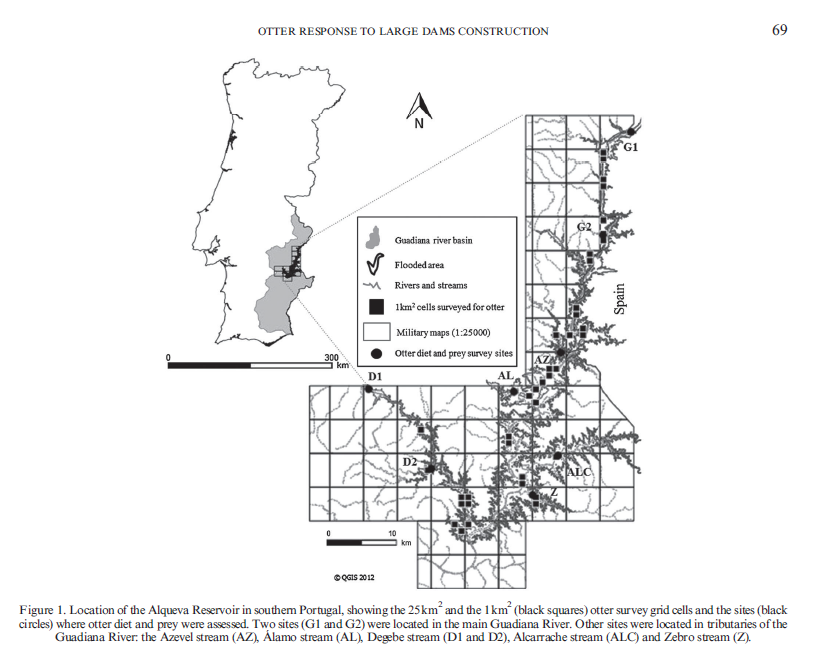 OTTER RESPONSE TO LARGE DAMS CONSTRUCTION
69
N
G1
G2
Guadiana river basin
Flooded area
Rivers and streams
1km² cells surveyed for otter
Military maps (1:25000)
Otter diet and prey survey sites
Spain
0 300
km
AZ
D1
AL
D2
ALC
Z
0 10
km
©QGIS 2012
Figure 1. Location of the Alqueva Reservoir in southern Portugal, showing the 25 km² and the 1 km² (black squares) otter survey grid cells and the sites (black
circles) where otter diet and prey were assessed. Two sites (G1 and G2) were located in the main Guadiana River. Other sites were located in tributaries of the
Guadiana River: the Azevel stream (AZ), Álamo stream (AL), Degebe stream (D1 and D2), Alcarrache stream (ALC) and Zebro stream (Z).